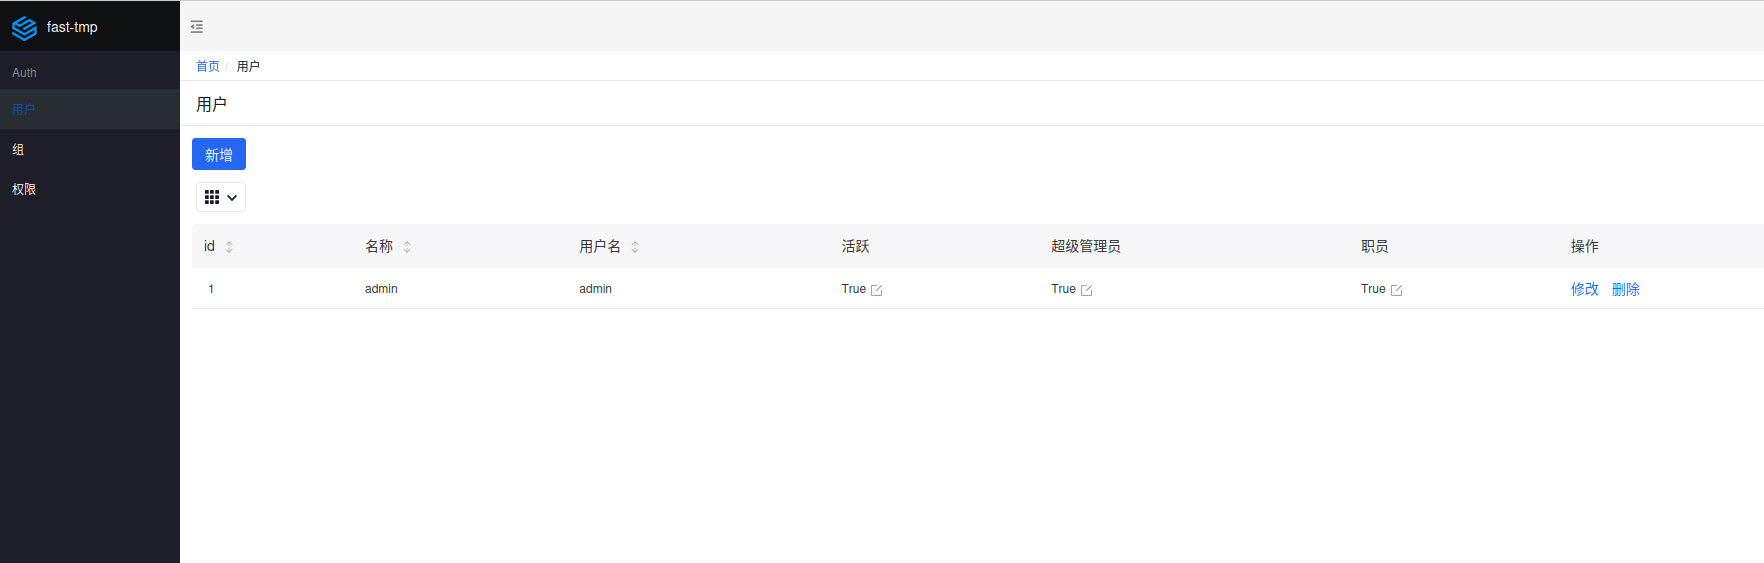 fast-tmp
Auth
用户
组
权限
首页 / 用户
用户
新增
id 名称 用户名 活跃 超级管理员 职员 操作
1 admin admin True True True 修改 删除